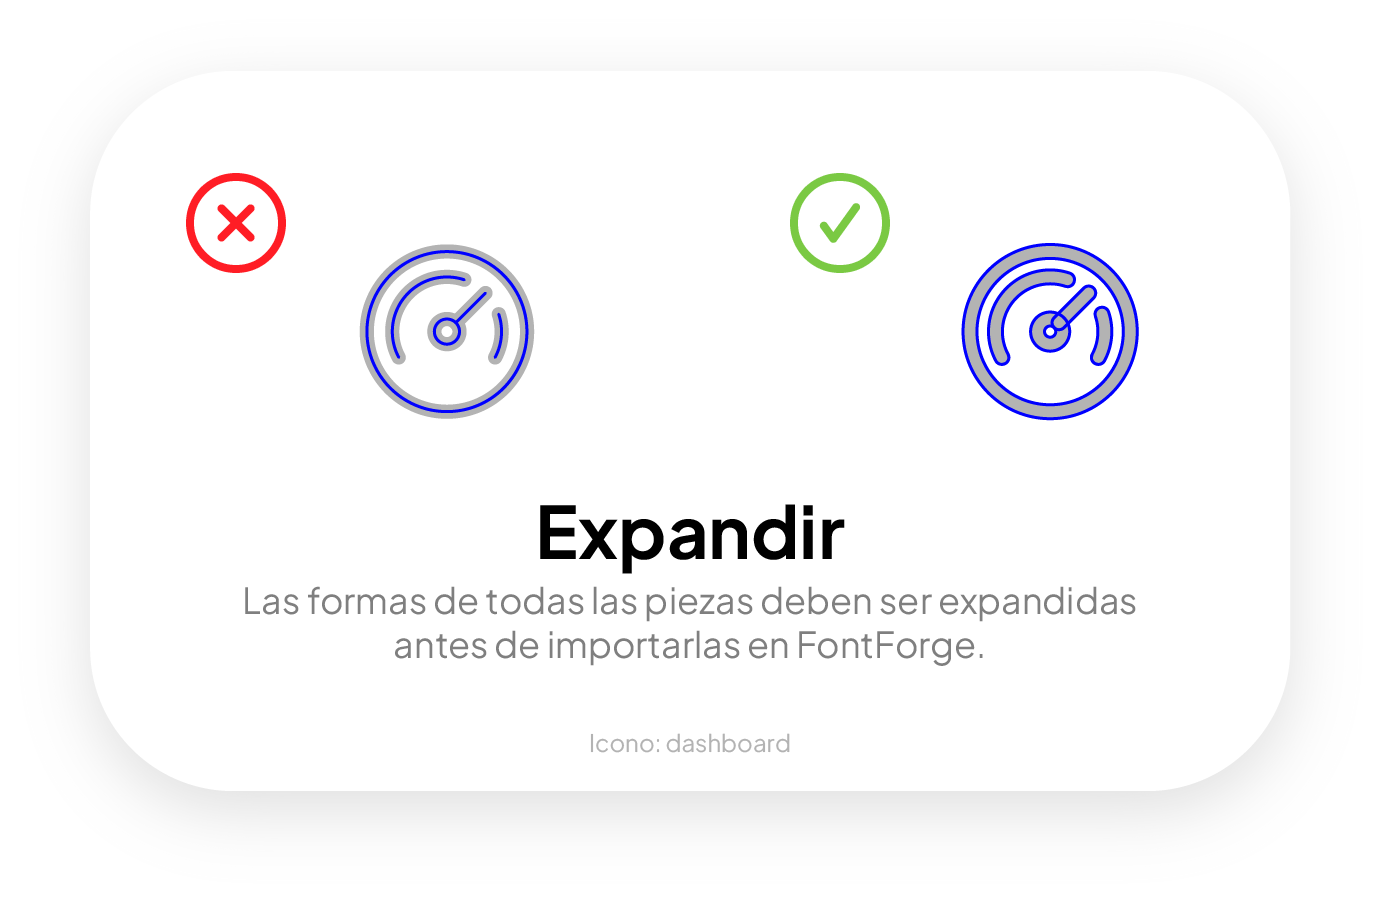 Expandir
Las formas de todas las piezas deben ser expandidas
antes de importarlas en FontForge.
Icono: dashboard